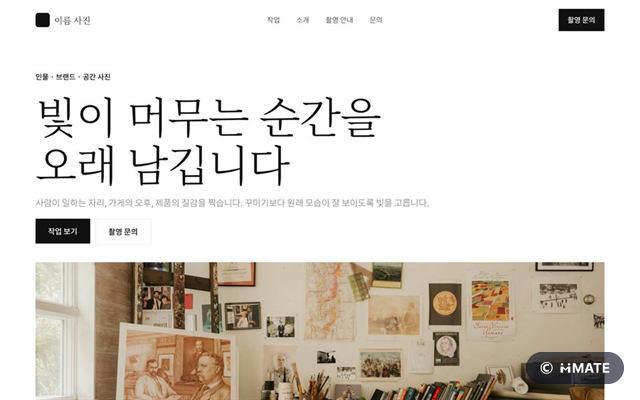 이름 사진
작업 소개 촬영 안내 문의
촬영 문의
인물 · 브랜드 · 공간 사진
빛이 머무는 순간을
오래 남깁니다
사람이 일하는 자리, 가게의 오후, 제품의 질감을 찍습니다. 꾸미기보다 원래 모습이 잘 보이도록 빛을 고릅니다.
작업 보기
촬영 문의
© MMATE